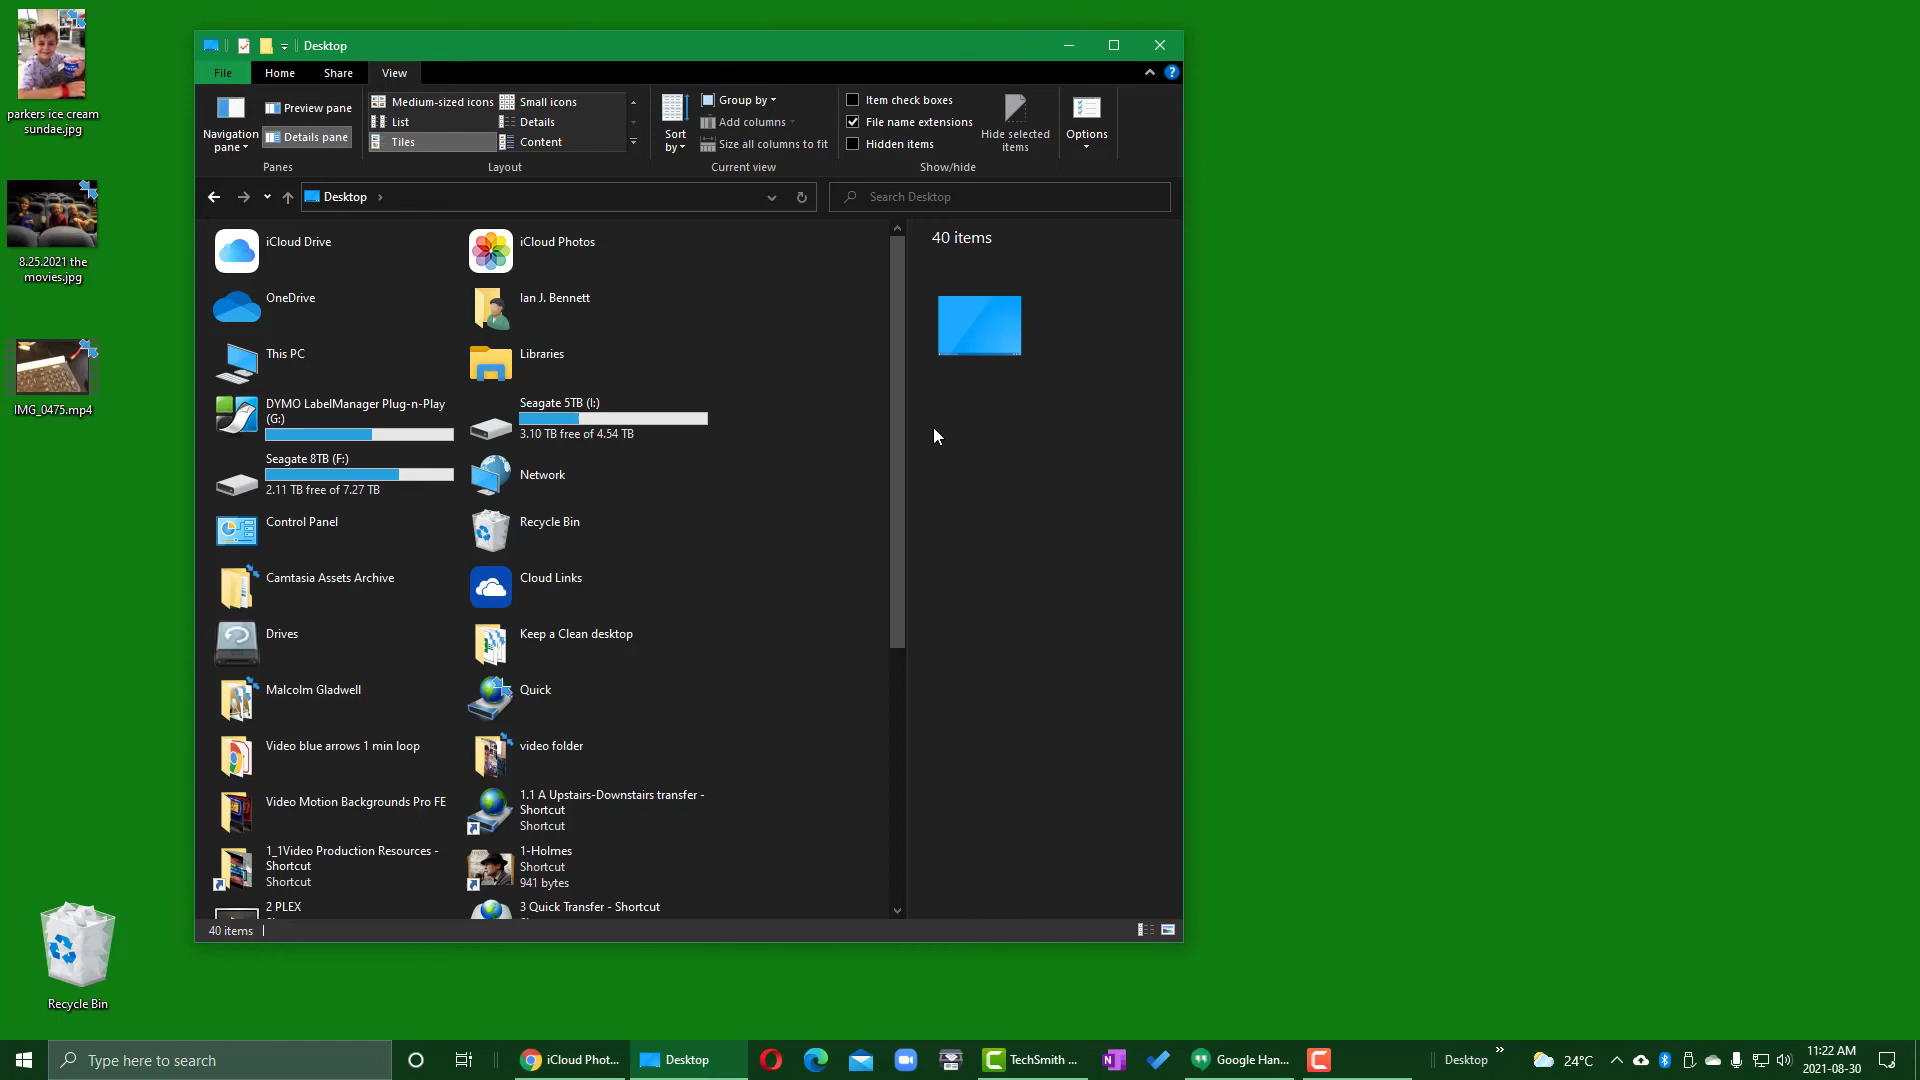 parkers ice cream
sundae.jpg
8.25.2021 the
movies.jpg
IMG_0475.mp4
Recycle Bin
Desktop
File
Home
Share
View
Navigation
pane
Preview pane
Details pane
Panes
Medium-sized icons
Small icons
List
Details
Tiles
Content
Layout
Sort
by
Group by
Add columns
Size all columns to fit
Current view
Item check boxes
File name extensions
Hidden items
Hide selected
items
Show/hide
Options
Desktop
Search Desktop
iCloud Drive
iCloud Photos
OneDrive
Ian J. Bennett
This PC
Libraries
DYMO LabelManager Plug-n-Play
(G:)
Seagate 5TB (I:)
3.10 TB free of 4.54 TB
Seagate 8TB (F:)
2.11 TB free of 7.27 TB
Network
Control Panel
Recycle Bin
Camtasia Assets Archive
Cloud Links
Drives
Keep a Clean desktop
Malcolm Gladwell
Quick
Video blue arrows 1 min loop
video folder
Video Motion Backgrounds Pro FE
1.1 A Upstairs-Downstairs transfer -
Shortcut
Shortcut
1_1Video Production Resources -
Shortcut
Shortcut
1-Holmes
Shortcut
941 bytes
2 PLEX
3 Quick Transfer - Shortcut
40 items
40 items
Type here to search
iCloud Phot...
Desktop
TechSmith ...
Google Han...
Desktop
24°C
11:22 AM
2021-08-30